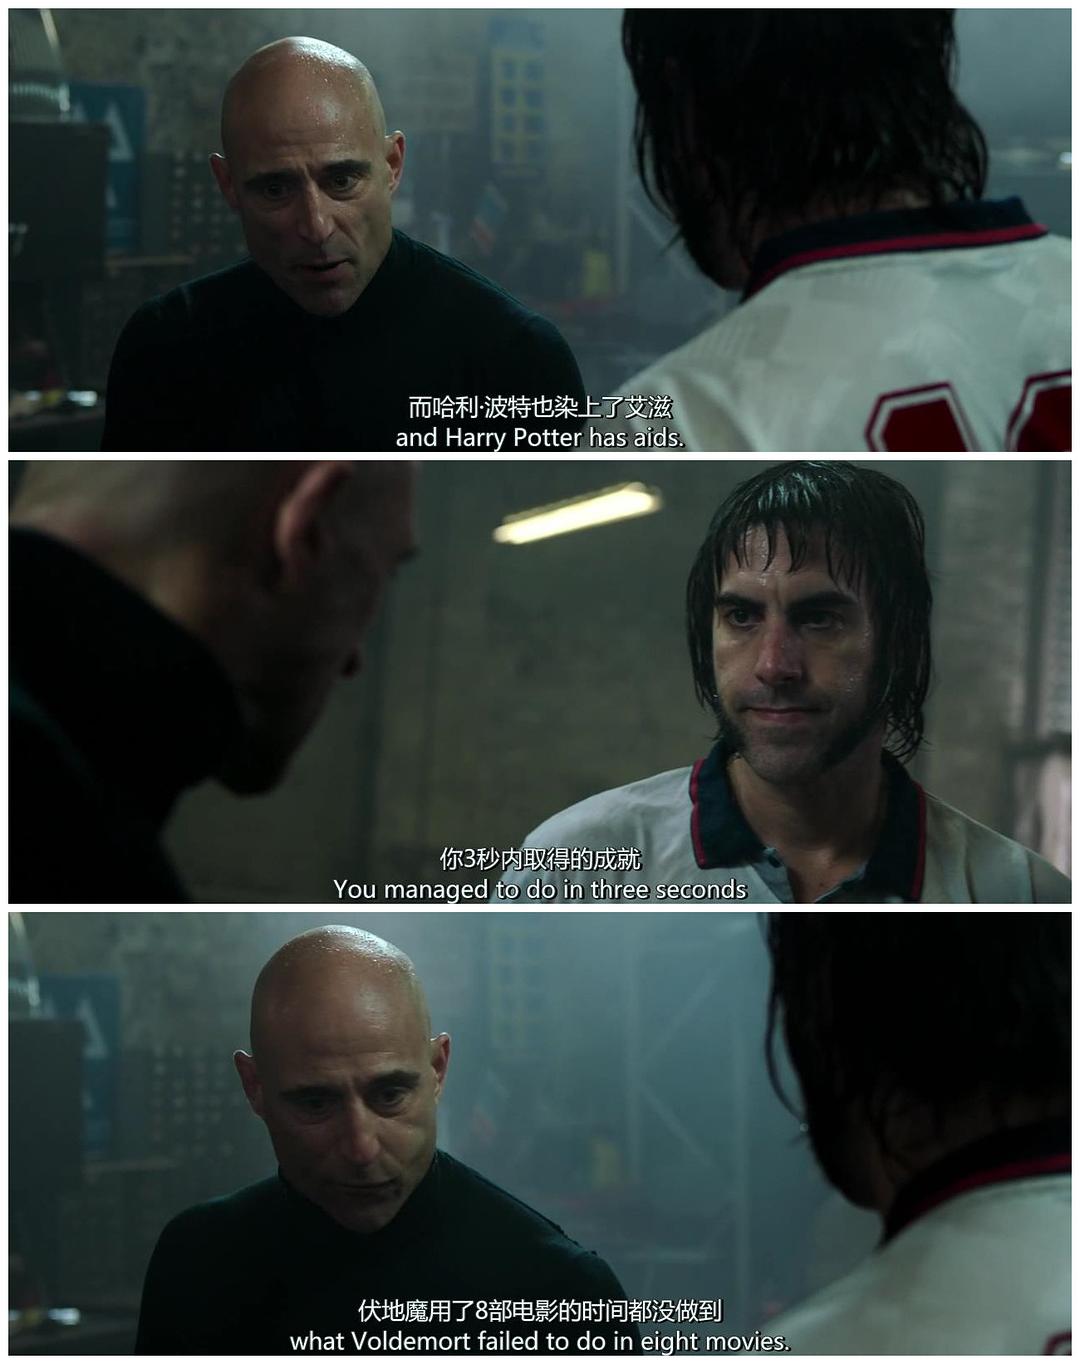 而哈利·波特也染上了艾滋
and Harry Potter has aids.
你3秒内取得的成就
You managed to do in three seconds
伏地魔用了8部电影的时间都没做到
what Voldemort failed to do in eight movies.